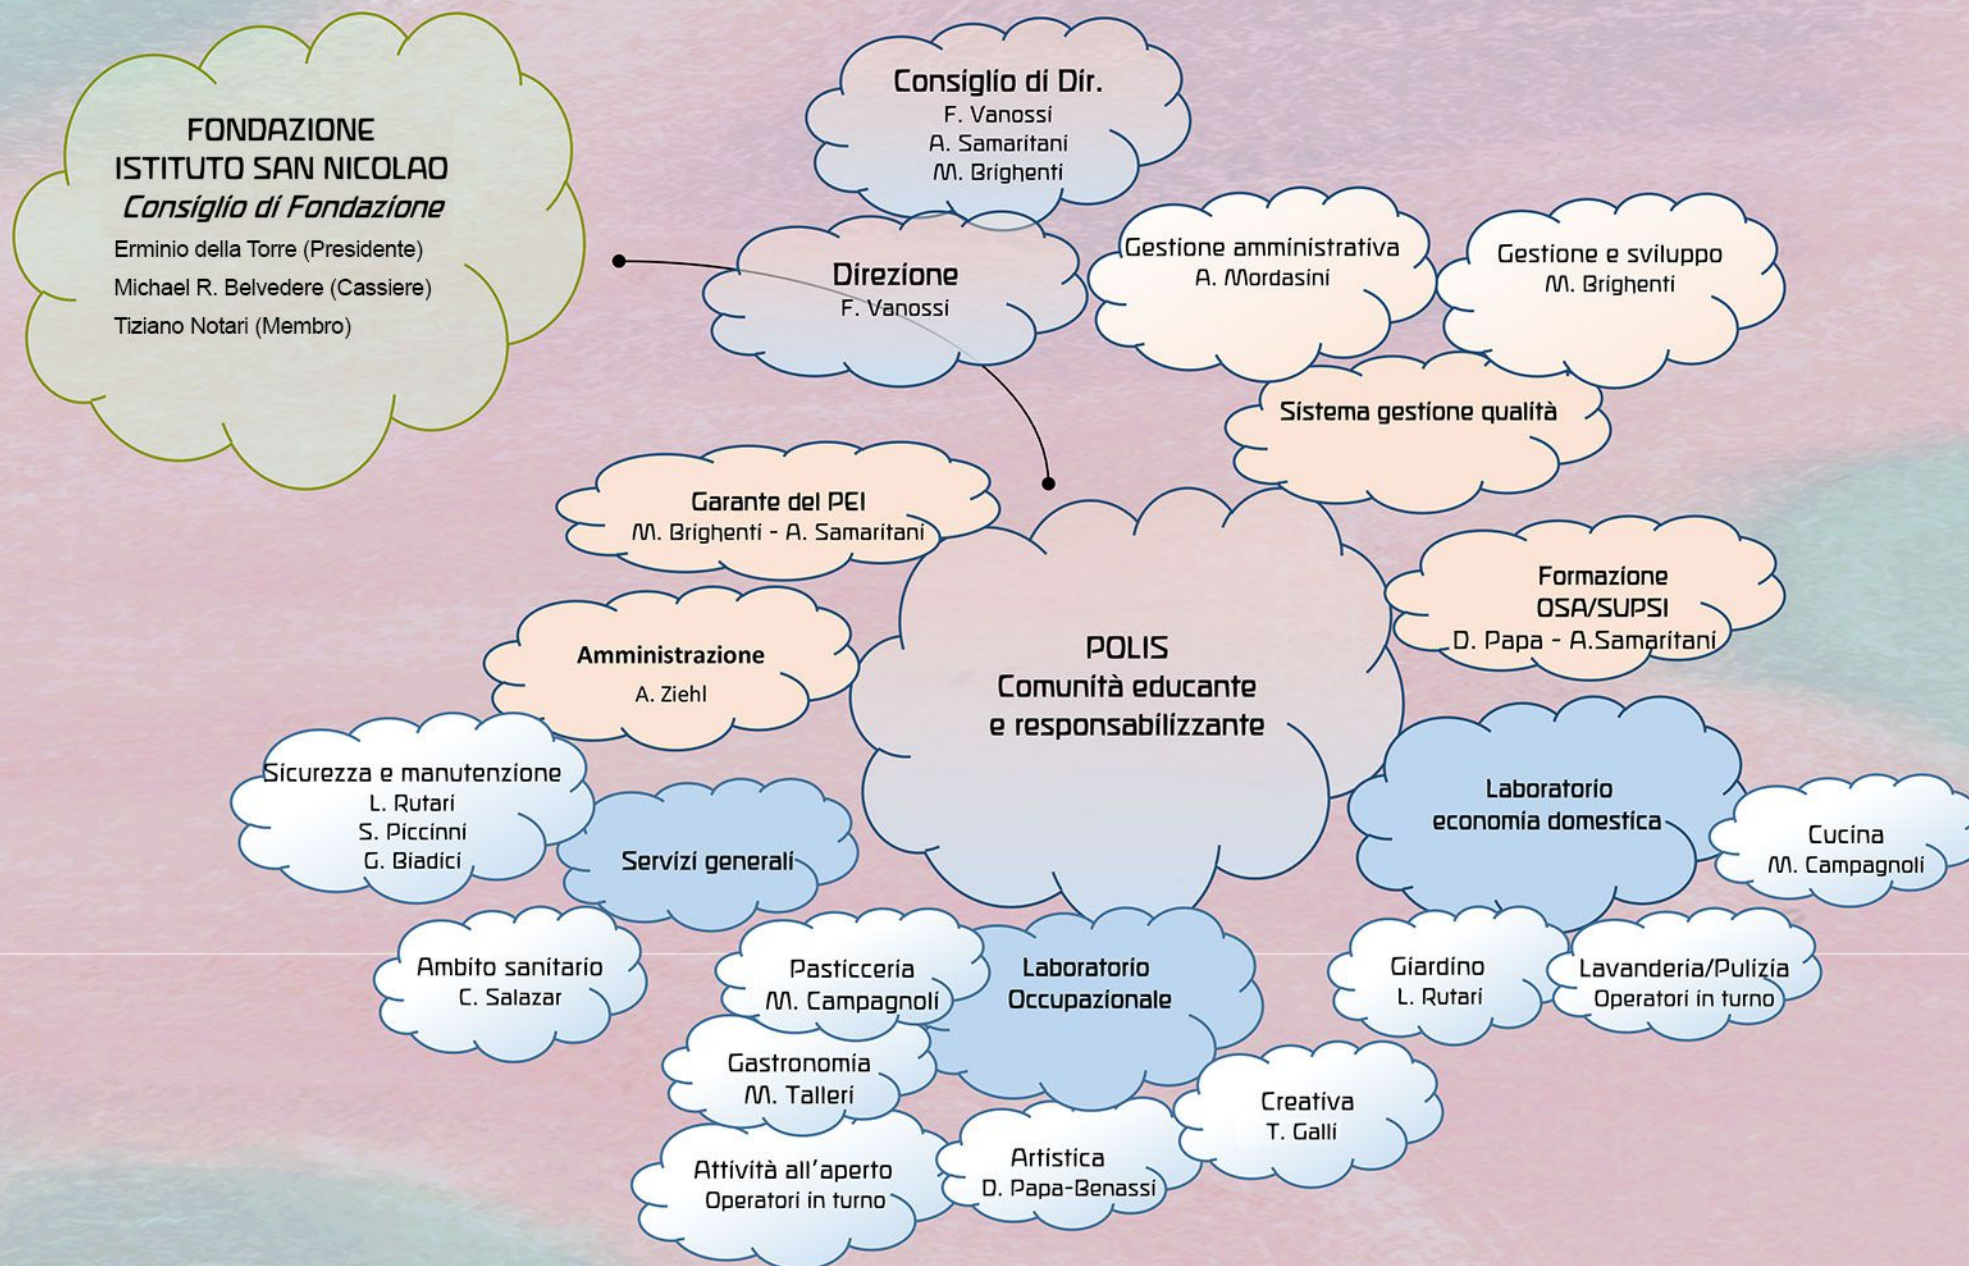 FONDAZIONE
ISTITUTO SAN NICOLAO
Consiglio di Fondazione
Erminio della Torre (Presidente)
Michael R. Belvedere (Cassiere)
Tiziano Notari (Membro)
Consiglio di Dir.
F. Vanossi
A. Samaritani
M. Brighenti
Direzione
F. Vanossi
Gestione amministrativa
A. Mordasini
Gestione e sviluppo
M. Brighenti
Sistema gestione qualità
Garante del PEI
M. Brighenti - A. Samaritani
Formazione
OSA/SUPSI
D. Papa - A.Samaritani
Amministrazione
A. Ziehl
POLIS
Comunità educante
e responsabilizzante
Sicurezza e manutenzione
L. Rutari
S. Piccinni
G. Biadici
Servizi generali
Laboratorio
economia domestica
Cucina
M. Campagnoli
Ambito sanitario
C. Salazar
Pasticceria
M. Campagnoli
Laboratorio
Occupazionale
Giardino
L. Rutari
Lavanderia/Pulizia
Operatori in turno
Gastronomia
M. Talleri
Creativa
T. Galli
Attività all'aperto
Operatori in turno
Artistica
D. Papa-Benassi